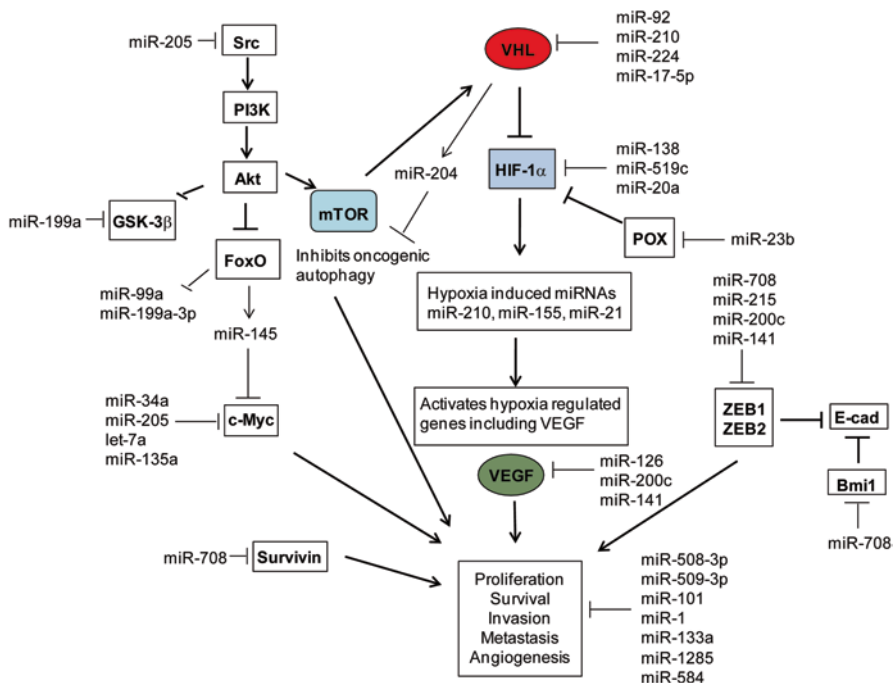 miR-205
Src
PI3K
Akt
miR-199a
GSK-3β
FoxO
miR-99a
miR-199a-3p
miR-145
miR-34a
miR-205
let-7a
miR-135a
c-Myc
miR-708
Survivin
mTOR
Inhibits oncogenic
autophagy
miR-204
VHL
miR-92
miR-210
miR-224
miR-17-5p
HIF-1α
miR-138
miR-519c
miR-20a
POX
miR-23b
Hypoxia induced miRNAs
miR-210, miR-155, miR-21
Activates hypoxia regulated
genes including VEGF
VEGF
miR-126
miR-200c
miR-141
miR-708
miR-215
miR-200c
miR-141
ZEB1
ZEB2
E-cad
Bmi1
miR-708
Proliferation
Survival
Invasion
Metastasis
Angiogenesis
miR-508-3p
miR-509-3p
miR-101
miR-1
miR-133a
miR-1285
miR-584